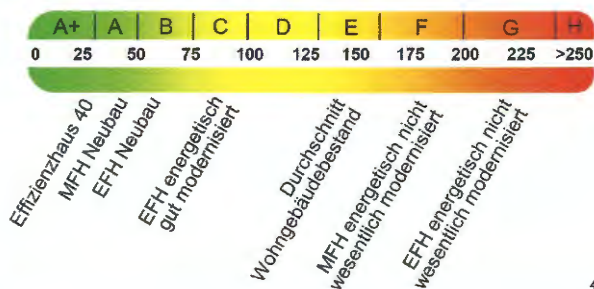 A+ A B C D E F G H
0 25 50 75 100 125 150 175 200 225 >250
Effizienzhaus 40
MFH Neubau
EFH Neubau
EFH energetisch
gut modernisiert
Durchschnitt
Wohngebäudebestand
MFH energetisch nicht
wesentlich modernisiert
EFH energetisch nicht
wesentlich modernisiert